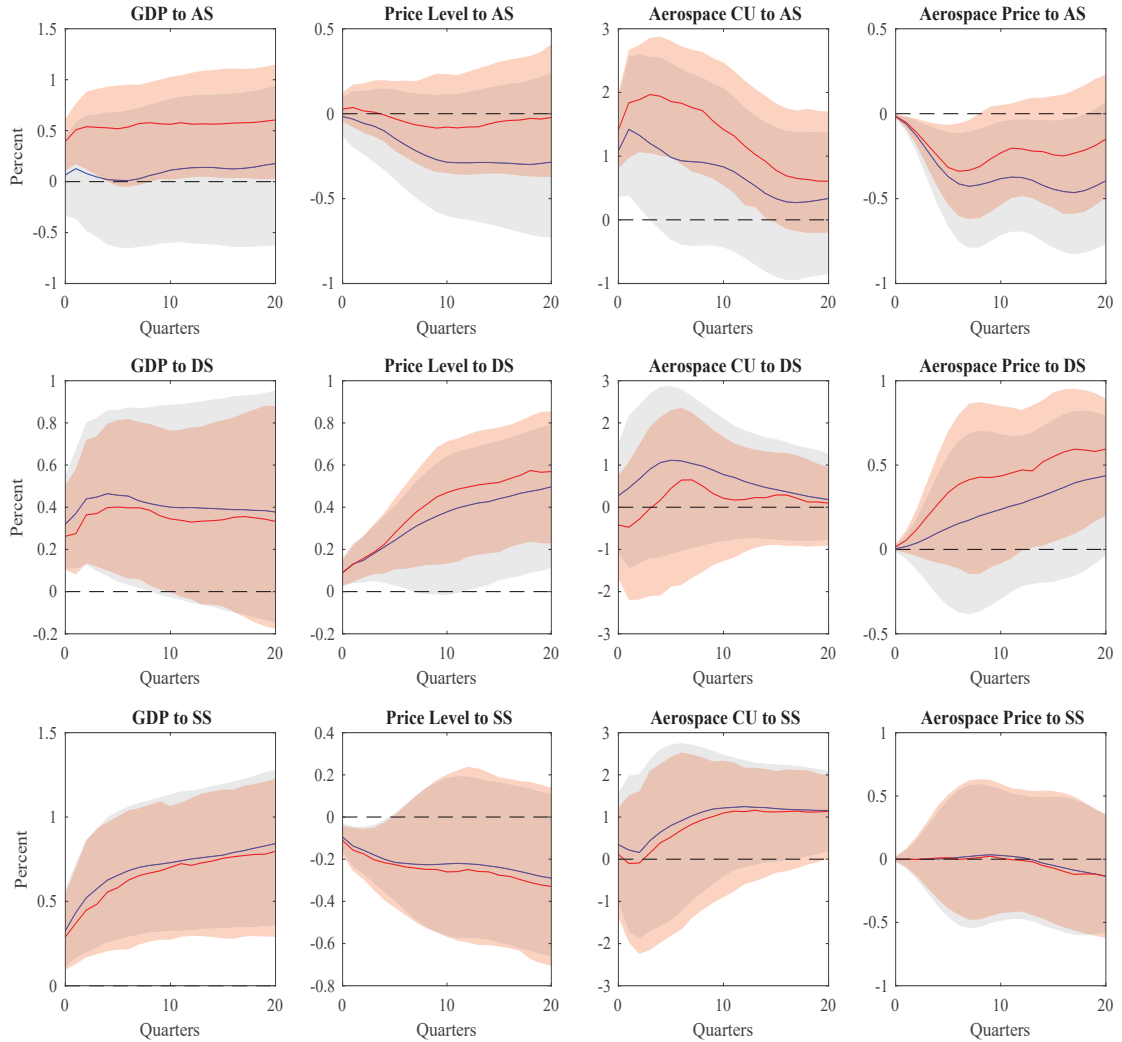 GDP to AS
Price Level to AS
Aerospace CU to AS
Aerospace Price to AS
1.5
1
0.5
0
-0.5
-1
0.5
0
-0.5
-1
3
2
1
0
-1
0.5
0
-0.5
-1
Percent
0 10 20
0 10 20
0 10 20
0 10 20
Quarters
Quarters
Quarters
Quarters
GDP to DS
Price Level to DS
Aerospace CU to DS
Aerospace Price to DS
1
0.8
0.6
0.4
0.2
0
-0.2
1
0.8
0.6
0.4
0.2
0
-0.2
3
2
1
0
-1
-2
-3
1
0.5
0
-0.5
Percent
0 10 20
0 10 20
0 10 20
0 10 20
Quarters
Quarters
Quarters
Quarters
GDP to SS
Price Level to SS
Aerospace CU to SS
Aerospace Price to SS
1.5
1
0.5
0
0.4
0.2
0
-0.2
-0.4
-0.6
-0.8
3
2
1
0
-1
-2
-3
1
0.5
0
-0.5
-1
Percent
0 10 20
0 10 20
0 10 20
0 10 20
Quarters
Quarters
Quarters
Quarters